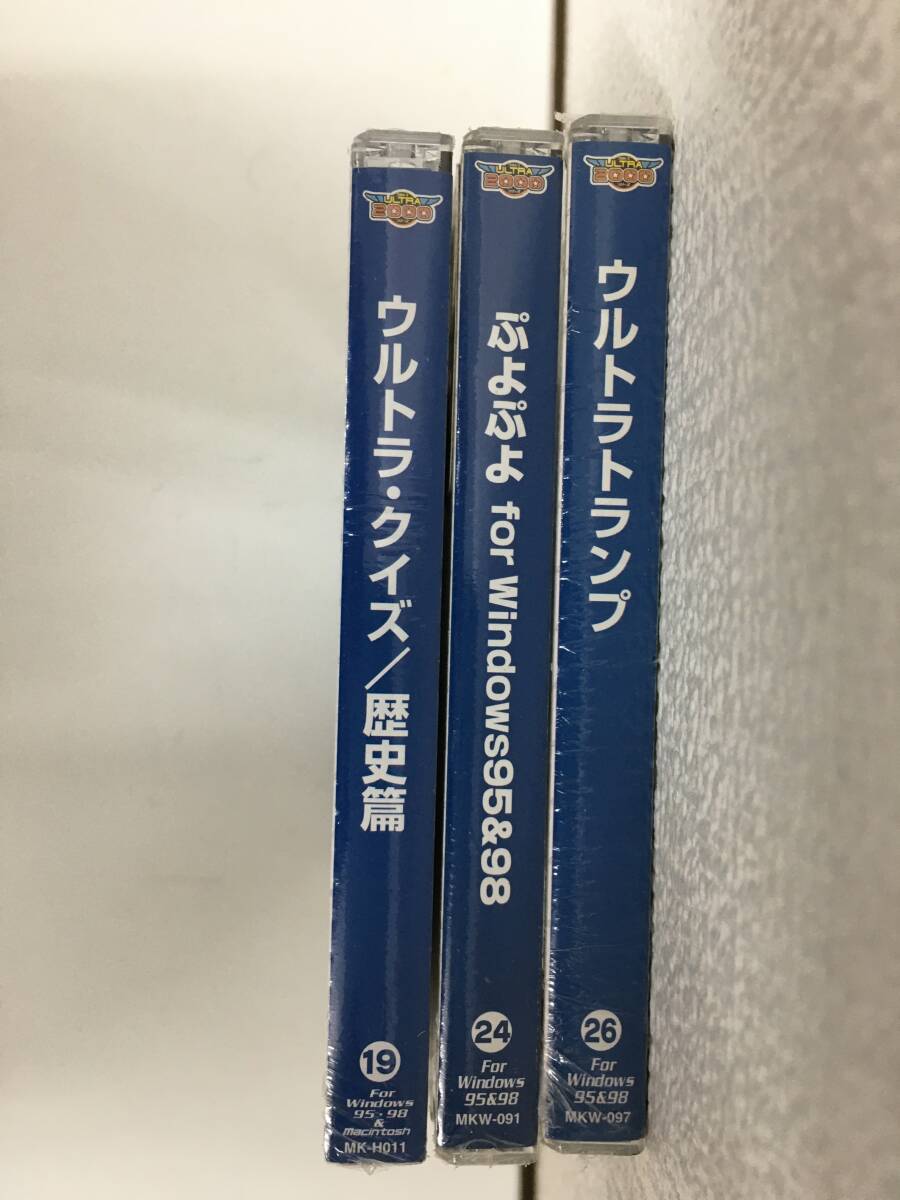 ULTRA
2000
ウルトラ・クイズ/歴史篇
19
For
Windows
95・98
&
Macintosh
MK-H011
ULTRA
2000
ぷよぷよ for Windows95&98
24
For
Windows
95&98
MKW-091
ULTRA
2000
ウルトラトランプ
26
For
Windows
95&98
MKW-097